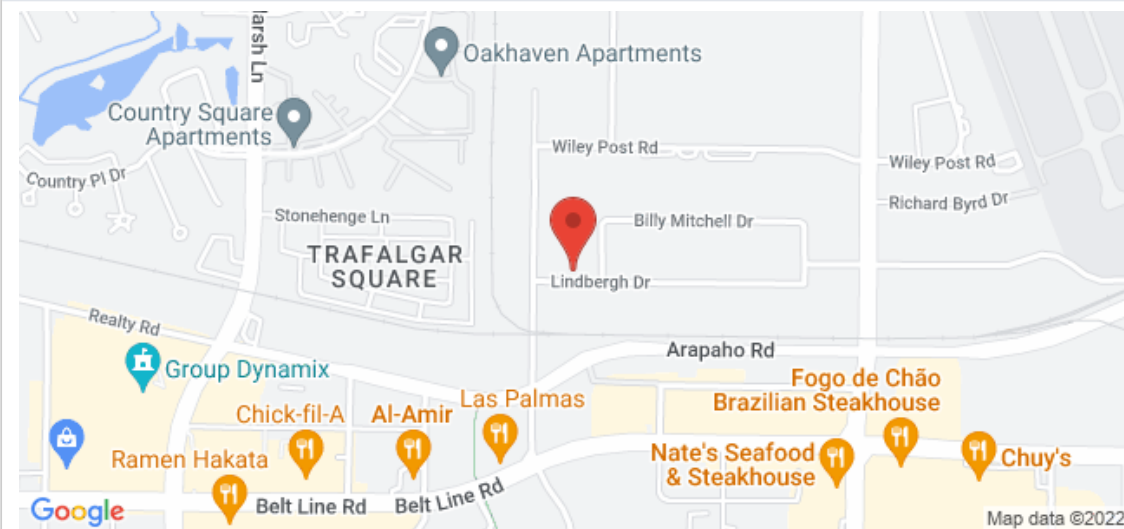 arsh Ln
Oakhaven Apartments
Country Square
Apartments
Wiley Post Rd
Wiley Post Rd
Country Pl Dr
Richard Byrd Dr
Stonehenge Ln
Billy Mitchell Dr
TRAFALGAR
SQUARE
Lindbergh Dr
Realty Rd
Arapaho Rd
Group Dynamix
Fogo de Chão
Brazilian Steakhouse
Chick-fil-A
Al-Amir
Las Palmas
Nate's Seafood
& Steakhouse
Chuy's
Ramen Hakata
Belt Line Rd
Belt Line Rd
Google
Map data ©2022